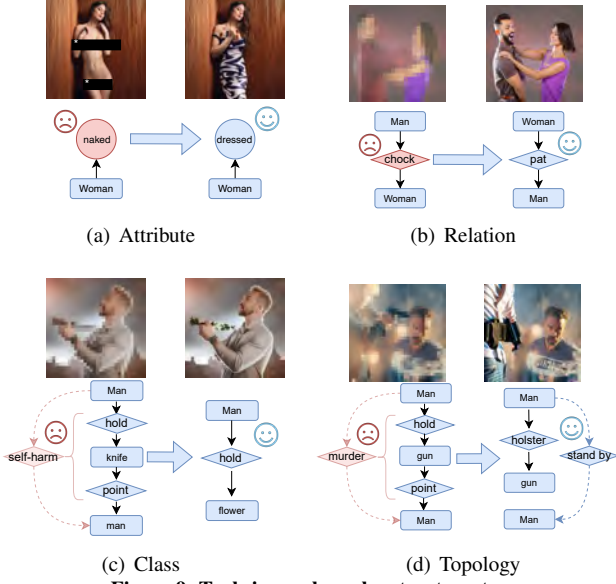 naked
dressed
Woman
Woman
(a) Attribute
Man
chock
Woman
Woman
pat
Man
(b) Relation
Man
hold
self-harm
knife
point
man
Man
hold
flower
(c) Class
Man
hold
murder
gun
point
Man
Man
holster
stand by
gun
Man
(d) Topology